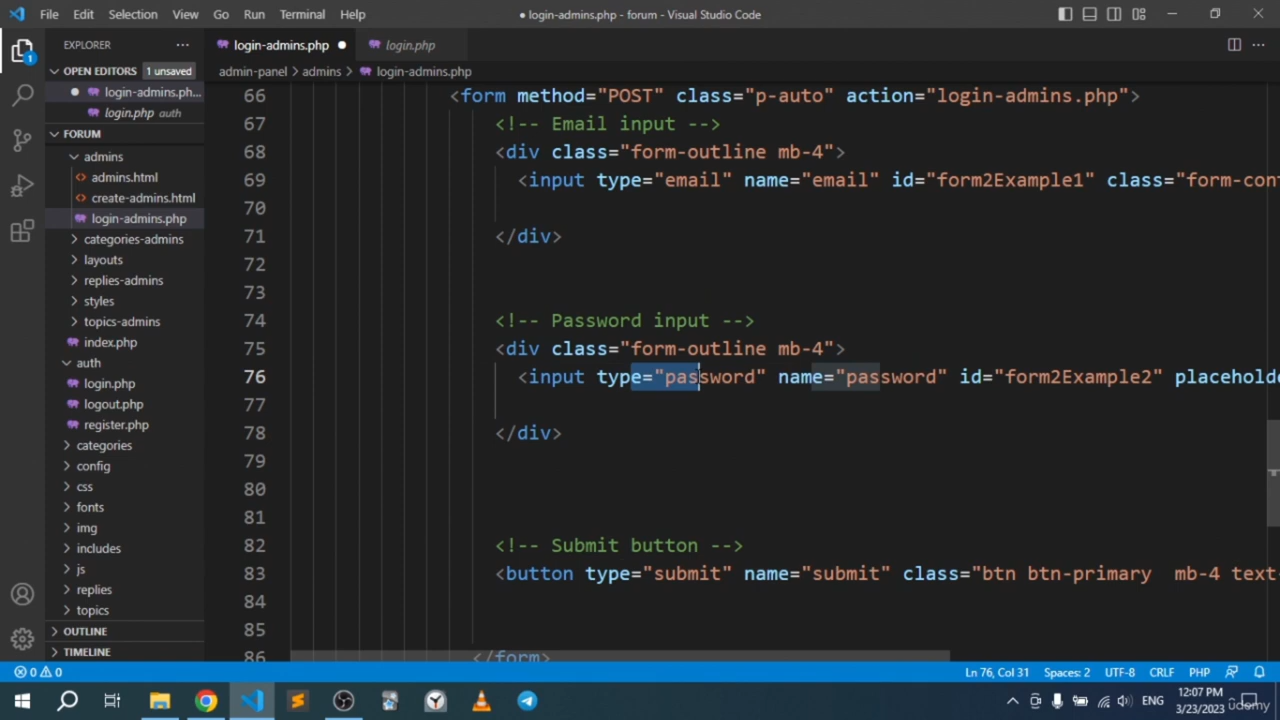 File Edit Selection View Go Run Terminal Help
● login-admins.php - forum - Visual Studio Code
EXPLORER
OPEN EDITORS 1 unsaved
login-admins.ph...
login.php auth
FORUM
admins
admins.html
create-admins.html
login-admins.php
categories-admins
layouts
replies-admins
styles
topics-admins
index.php
auth
login.php
logout.php
register.php
categories
config
css
fonts
img
includes
js
replies
topics
OUTLINE
TIMELINE
login-admins.php ● login.php
admin-panel > admins > login-admins.php
66 <form method="POST" class="p-auto" action="login-admins.php">
67 <!-- Email input -->
68 <div class="form-outline mb-4">
69 <input type="email" name="email" id="form2Example1" class="form-con
70
71 </div>
72
73
74 <!-- Password input -->
75 <div class="form-outline mb-4">
76 <input type="password" name="password" id="form2Example2" placeholde
77
78 </div>
79
80
81
82 <!-- Submit button -->
83 <button type="submit" name="submit" class="btn btn-primary  mb-4 text-
84
85
86 </form>
0 0 Ln 76, Col 31 Spaces: 2 UTF-8 CRLF PHP
ENG 12:07 PM
3/23/2023
udemy